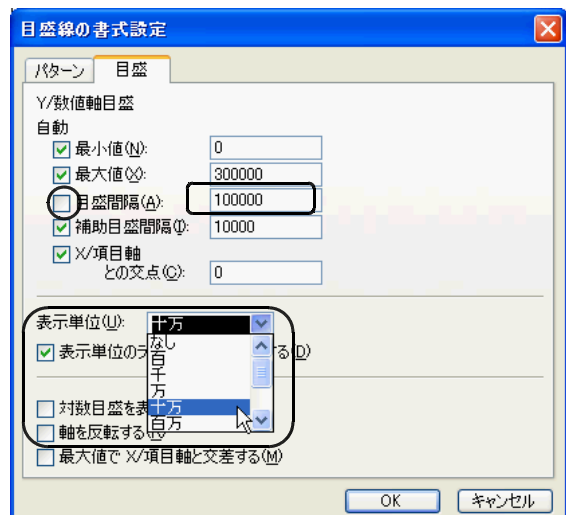 目盛線の書式設定
パターン 目盛
Y/数値軸目盛
自動
最小値(N): 0
最大値(X): 300000
目盛間隔(A): 100000
補助目盛間隔(I): 10000
X/項目軸
との交点(C): 0
表示単位(U): 十万
なし
表示単位のラ る(D)
百
千
万
対数目盛を表 十万
軸を反転する 百万
最大値で X/項目軸と交差する(M)
OK キャンセル